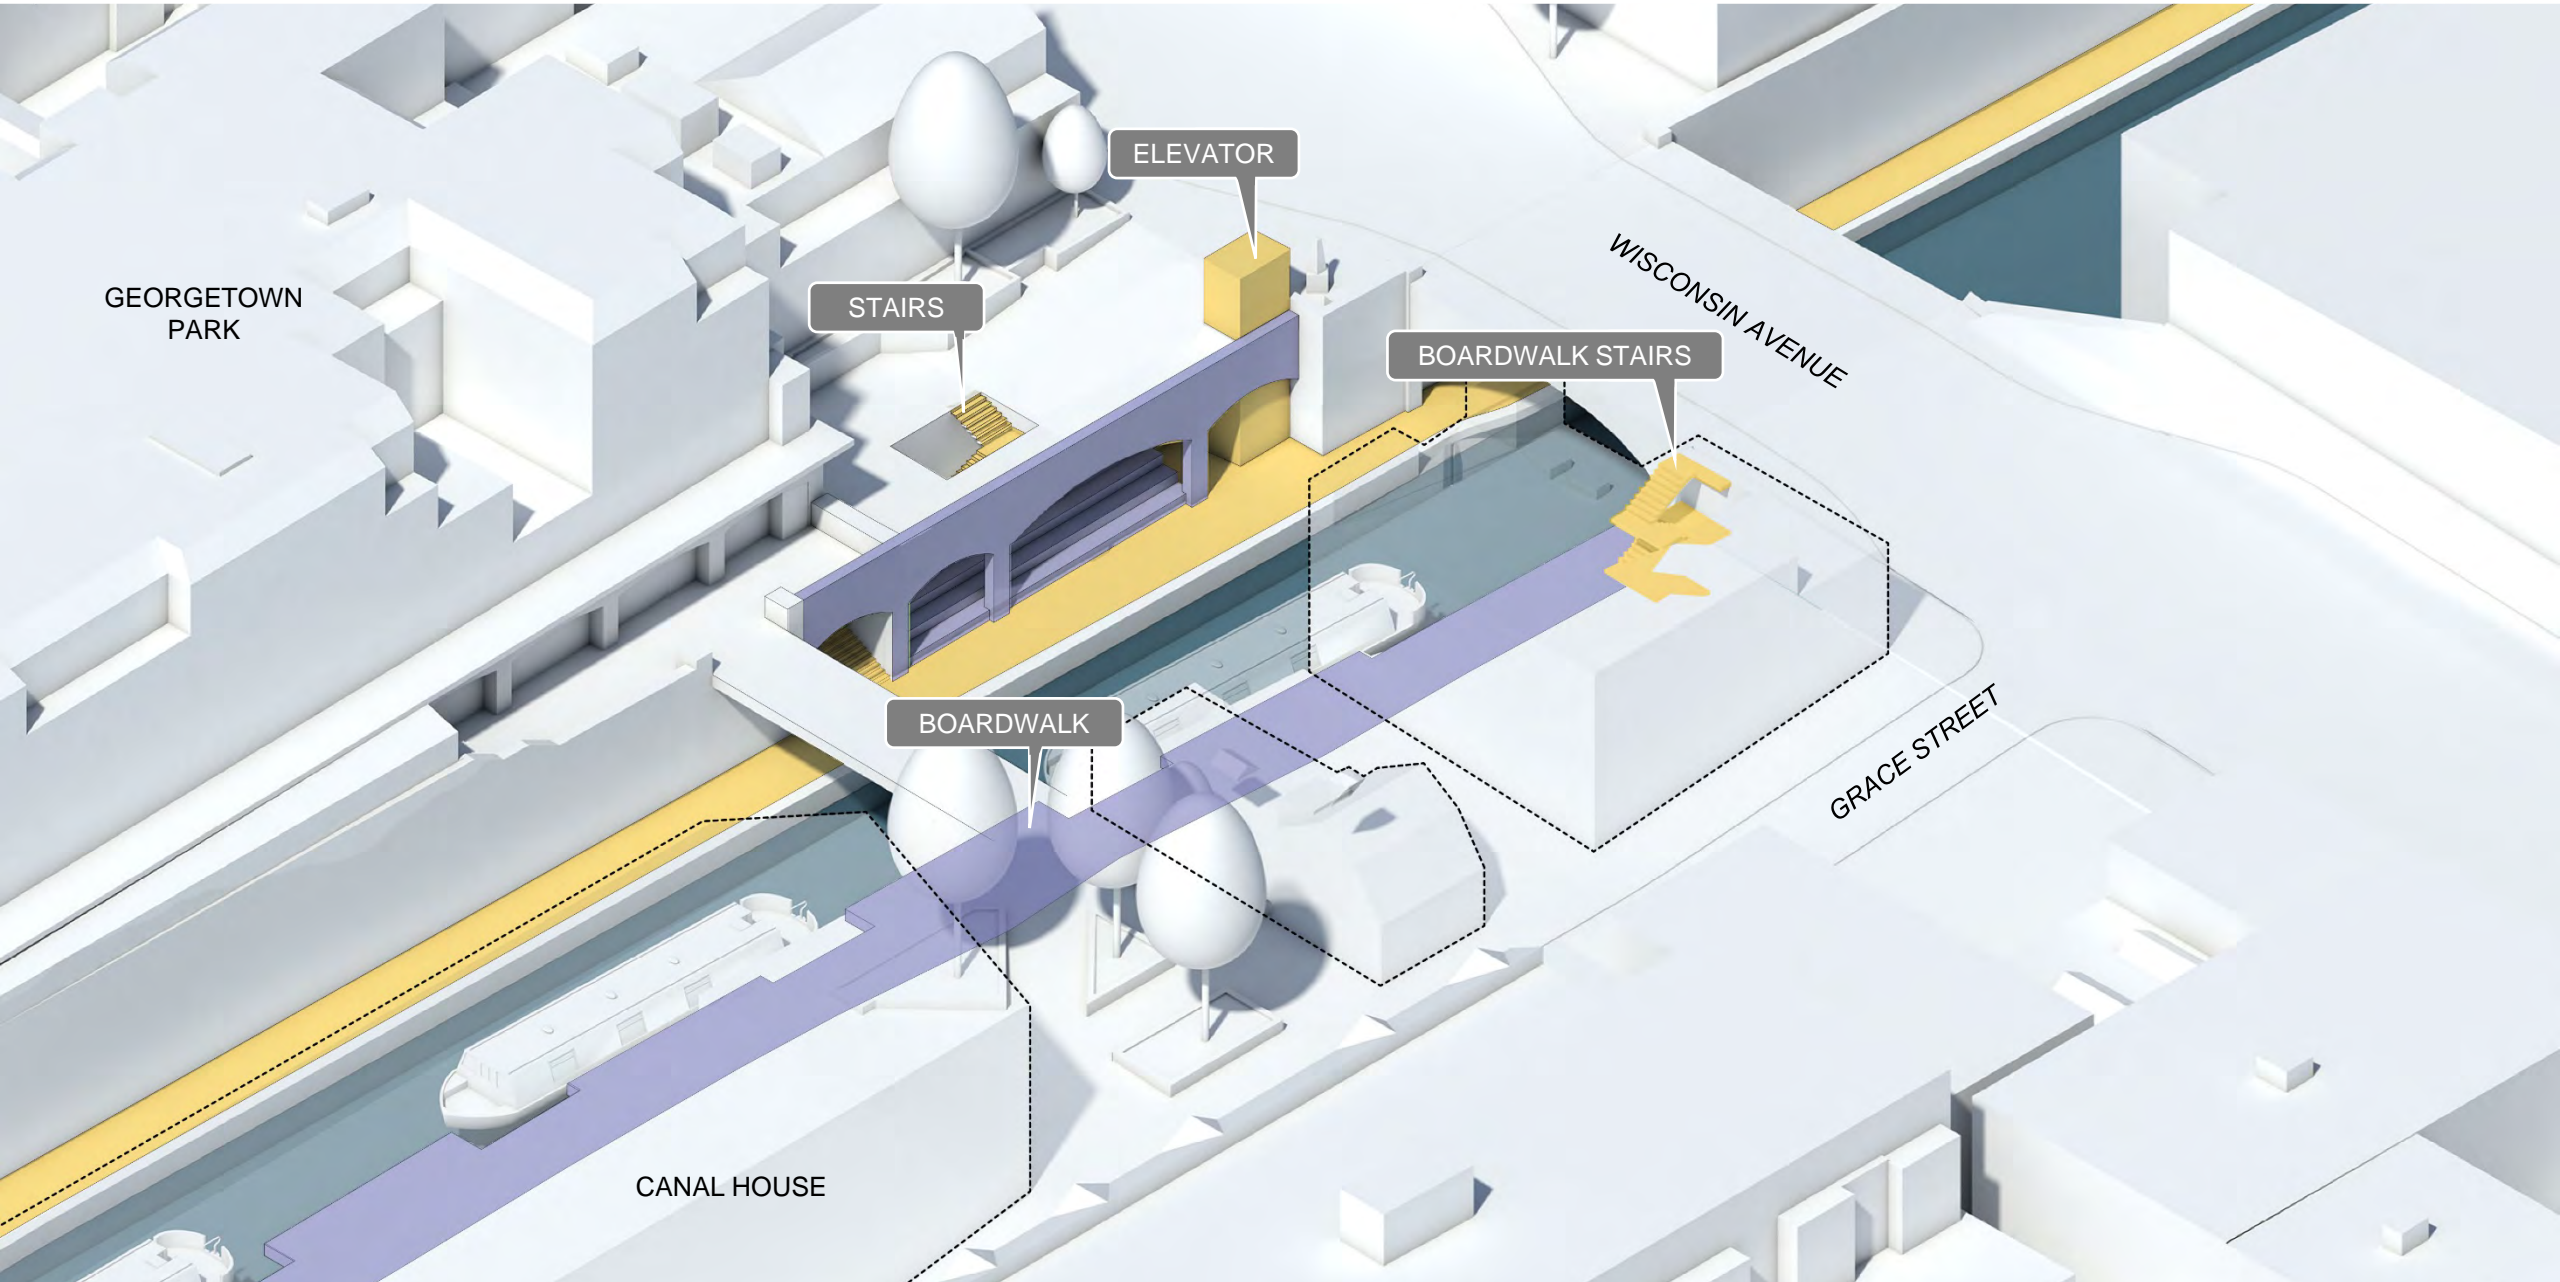 ELEVATOR
WISCONSIN AVENUE
GEORGETOWN
PARK
STAIRS
BOARDWALK STAIRS
BOARDWALK
GRACE STREET
CANAL HOUSE